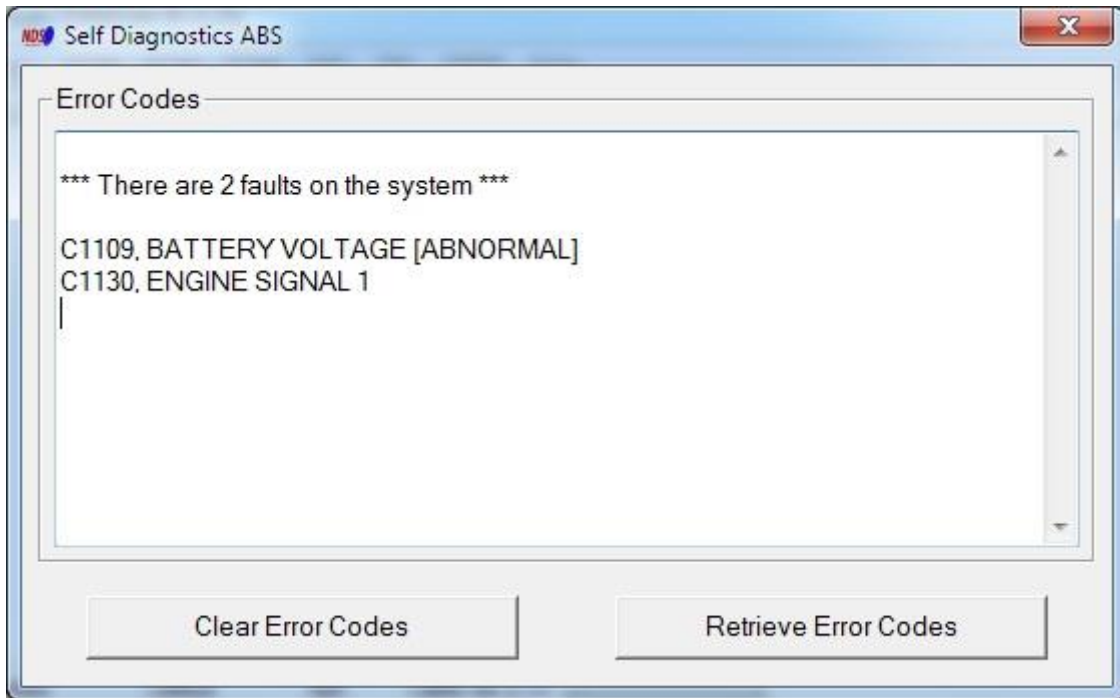 NDS Self Diagnostics ABS
Error Codes
*** There are 2 faults on the system ***
C1109, BATTERY VOLTAGE [ABNORMAL]
C1130, ENGINE SIGNAL 1
Clear Error Codes
Retrieve Error Codes